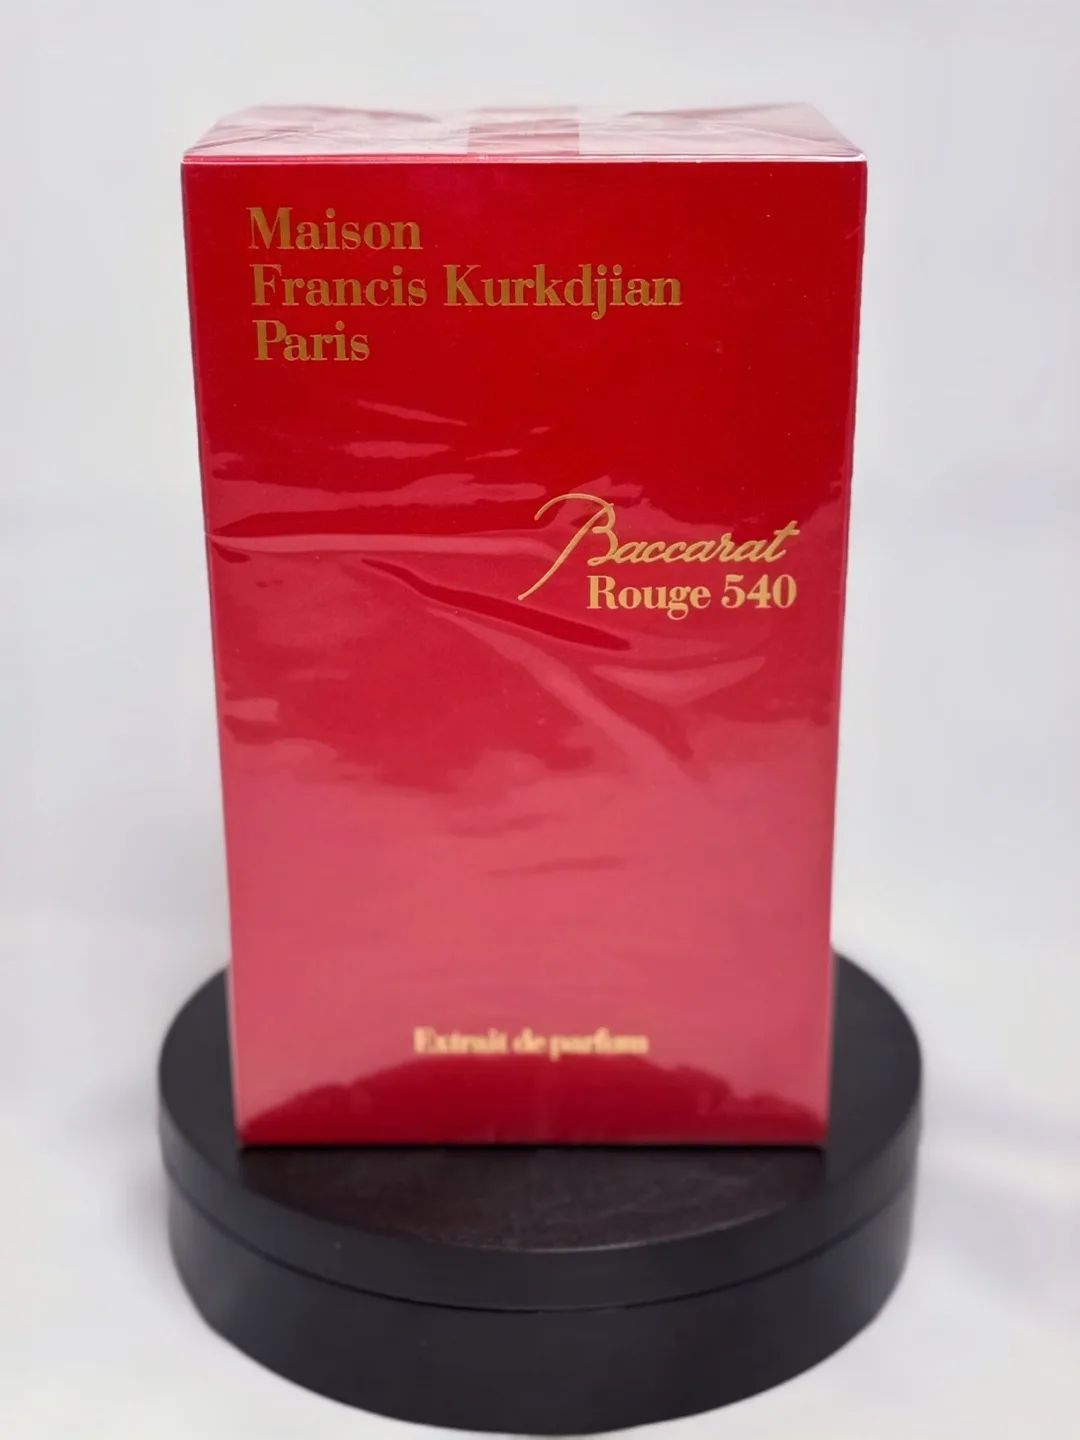 Maison
Francis Kurkdjian
Paris
Baccarat
Rouge 540
Extrait de parfum